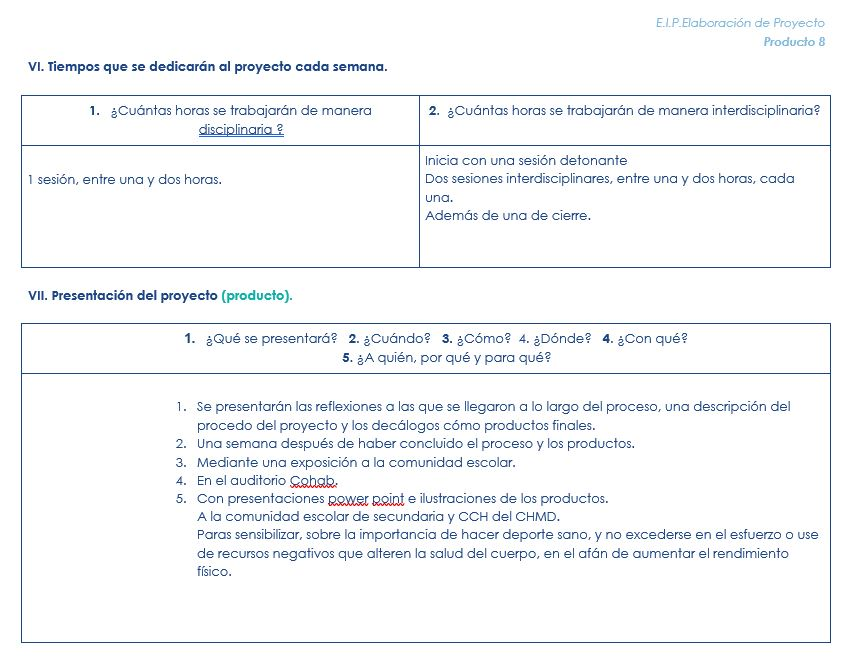 E.I.P.Elaboración de Proyecto
Producto 8
VI. Tiempos que se dedicarán al proyecto cada semana.
1. ¿Cuántas horas se trabajarán de manera
disciplinaria ?
2. ¿Cuántas horas se trabajarán de manera interdisciplinaria?
1 sesión, entre una y dos horas.
Inicia con una sesión detonante
Dos sesiones interdisciplinares, entre una y dos horas, cada
una.
Además de una de cierre.
VII. Presentación del proyecto (producto).
1. ¿Qué se presentará? 2. ¿Cuándo? 3. ¿Cómo? 4. ¿Dónde? 4. ¿Con qué?
5. ¿A quién, por qué y para qué?
1. Se presentarán las reflexiones a las que se llegaron a lo largo del proceso, una descripción del
procedo del proyecto y los decálogos cómo productos finales.
2. Una semana después de haber concluido el proceso y los productos.
3. Mediante una exposición a la comunidad escolar.
4. En el auditorio Cohab.
5. Con presentaciones power point e ilustraciones de los productos.
A la comunidad escolar de secundaria y CCH del CHMD.
Paras sensibilizar, sobre la importancia de hacer deporte sano, y no excederse en el esfuerzo o use
de recursos negativos que alteren la salud del cuerpo, en el afán de aumentar el rendimiento
físico.